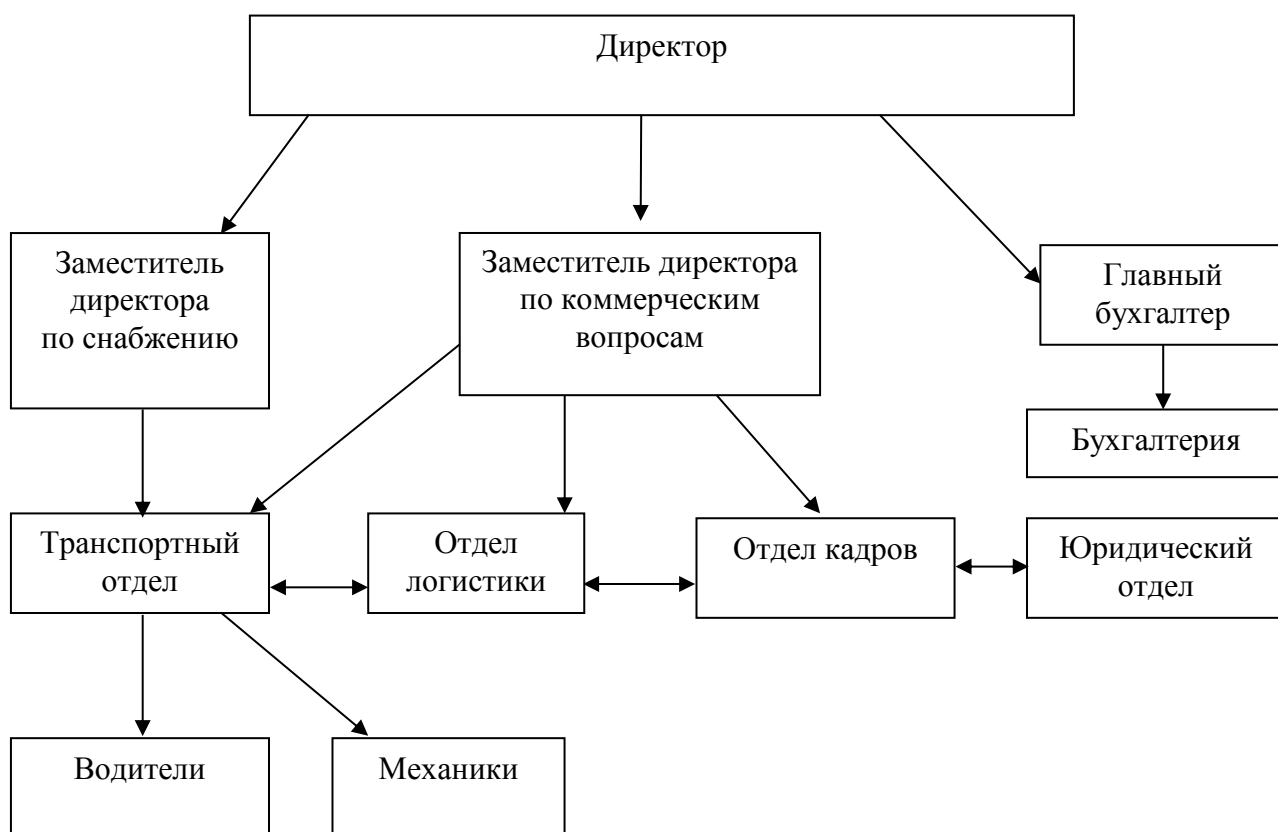 Директор
Заместитель
директора
по снабжению
Заместитель директора
по коммерческим
вопросам
Главный
бухгалтер
Бухгалтерия
Транспортный
отдел
Отдел
логистики
Отдел кадров
Юридический
отдел
Водители
Механики